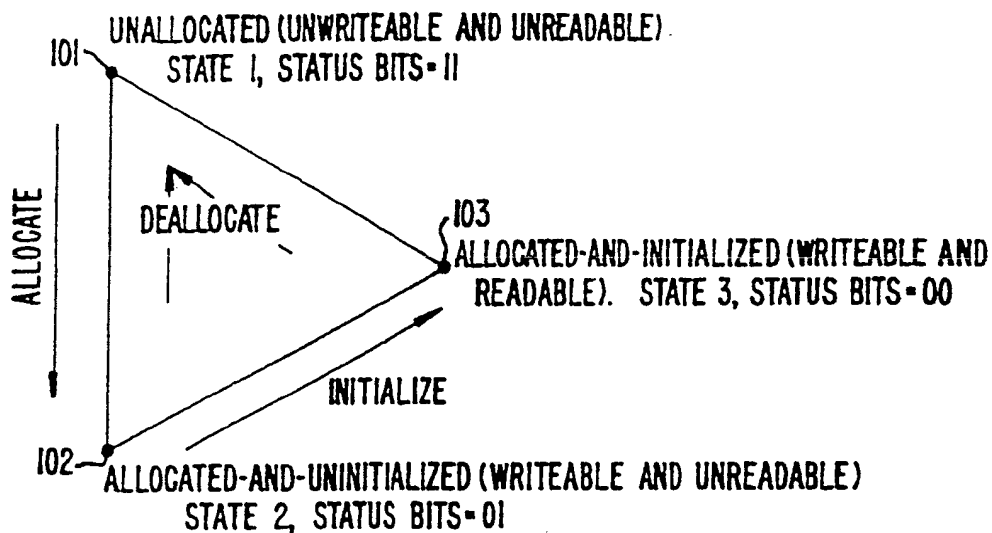 UNALLOCATED (UNWRITEABLE AND UNREADABLE)
101
STATE 1, STATUS BITS=11
ALLOCATE
DEALLOCATE
103
ALLOCATED-AND-INITIALIZED (WRITEABLE AND
READABLE). STATE 3, STATUS BITS=00
INITIALIZE
102
ALLOCATED-AND-UNINITIALIZED (WRITEABLE AND UNREADABLE)
STATE 2, STATUS BITS=01